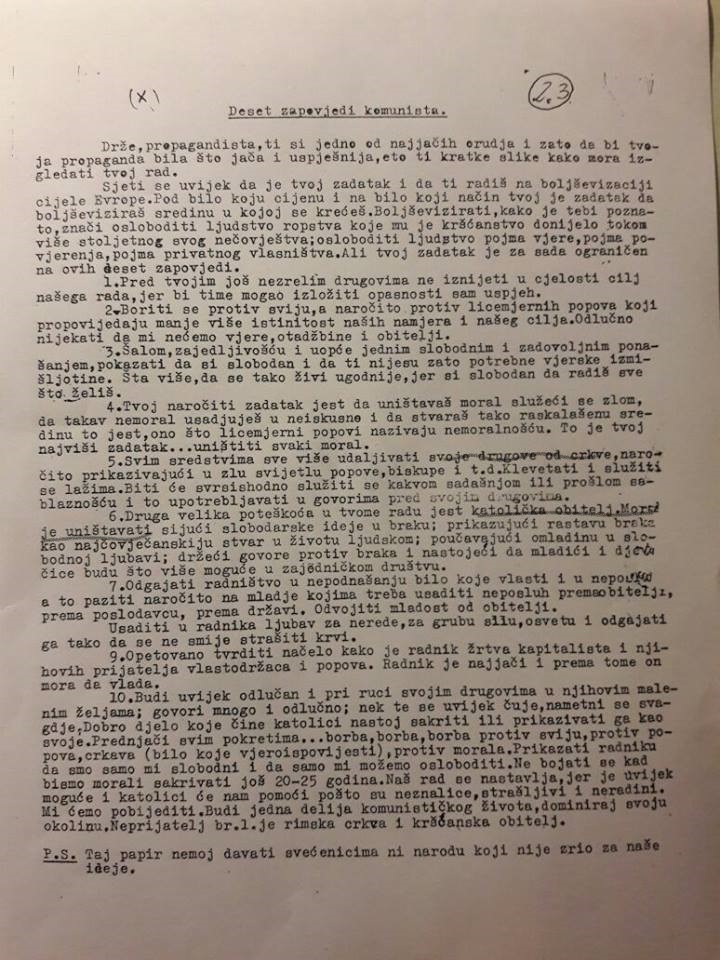 (X)
2.3
Deset zapovjedi komunista.
Drže,propagandista,ti si jedno od najjačih orudja i zato da bi tvo-
ja propaganda bila što jača i uspješnija,eto ti kratke slike kako mora iz-
gledati tvoj rad.
Sjeti se uvijek da je tvoj zadatak i da ti radiš na boljševizaciji
cijele Evrope.Pod bilo koju cijenu i na bilo koji način tvoj je zadatak da
boljševiziraš sredinu u kojoj se krećeš.Boljševizirati,kako je tebi pozna-
to,znači osloboditi ljudstvo ropstva koje mu je kršćanstvo donijelo tokom
više stoljetnog svog nečovještva;osloboditi ljudstvo pojma vjere,pojma po-
vjerenja,pojma privatnog vlasništva.Ali tvoj zadatak je za sada ograničen
na ovih deset zapovjedi.
1.Pred tvojim još nezrelim drugovima ne iznijeti u cjelosti cilj
našega rada,jer bi time mogao izložiti opasnosti sam uspjeh.
2.Boriti se protiv sviju,a naročito protiv licemjernih popova koji
propovijedaju manje više istinitost naših namjera i našeg cilja.Odlučno
nijekati da mi nećemo vjere,otadžbine i obitelji.
3.Šalom,zajedljivošću i uopće jednim slobodnim i zadovoljnim pona-
šanjem,pokazati da si slobodan i da ti nijesu zato potrebne vjerske izmi-
šljotine. Šta više,da se tako živi ugodnije,jer si slobodan da radiš sve
što želiš.
4.Tvoj naročiti zadatak jest da uništavaš moral služeći se zlom,
da takav nemoral usadjuješ u neiskusne i da stvaraš tako raskalašenu sre-
dinu to jest,ono što licemjerni popovi nazivaju nemoralnošću. To je tvoj
najviši zadatak...uništiti svaki moral.
5.Svim sredstvima sve više udaljivati svoje drugove od crkve,naro-
čito prikazivajući u zlu svijetlu popove,biskupe i t.d.Klevetati i služiti
se lažima.Biti će svrsishodno služiti se kakvom sadašnjom ili prošlom sa-
blaznošću i to upotrebljavati u govorima pred svojim drugovima.
6.Druga velika poteškoća u tvome radu jest katolička obitelj.
je uništavati sijući slobodarske ideje u braku; prikazujući rastavu braka
kao najčovječanskiju stvar u životu ljudskom; poučavajući omladinu u slo-
bodnoj ljubavi; držeći govore protiv braka i nastojeći da mladići i djevo
čice budu što više moguće u zajedničkom društvu.
7.Odgajati radništvo u nepodnašanju bilo koje vlasti i u
a to paziti naročito na mladje kojima treba usaditi neposluh premaobitelji,
prema poslodavcu, prema državi. Odvojiti mladost od obitelji.
Usaditi u radnika ljubav za nerede,za grubu silu,osvetu i odgajati
ga tako da se ne smije strašiti krvi.
9.Opetovano tvrditi načelo kako je radnik žrtva kapitalista i nji-
hovih prijatelja vlastodržaca i popova. Radnik je najjači i prema tome on
mora da vlada.
10.Budi uvijek odlučan i pri ruci svojim drugovima u njihovim male-
nim željama; govori mnogo i odlučno; nek te se uvijek čuje,nametni se sva-
gdje.Dobro djelo koje čine katolici nastoj sakriti ili prikazivati ga kao
svoje.Prednjači svim pokretima...borba,borba,borba protiv sviju,protiv po-
pova,crkava (bilo koje vjeroispovijesti),protiv morala.Prikazati radniku
da smo samo mi slobodni i da samo mi možemo osloboditi.Ne bojati se kad
bismo morali sakrivati još 20-25 godina.Naš rad se nastavlja,jer je uvijek
moguće i katolici će nam pomoći pošto su neznalice,strašljivi i neradini.
Mi ćemo pobijediti.Budi jedna delija komunističkog života,dominiraj svoju
okolinu.Neprijatelj br.1.je rimska crkva i kršćanska obitelj.
P.S. Taj papir nemoj davati svećenicima ni narodu koji nije zrio za naše
ideje.